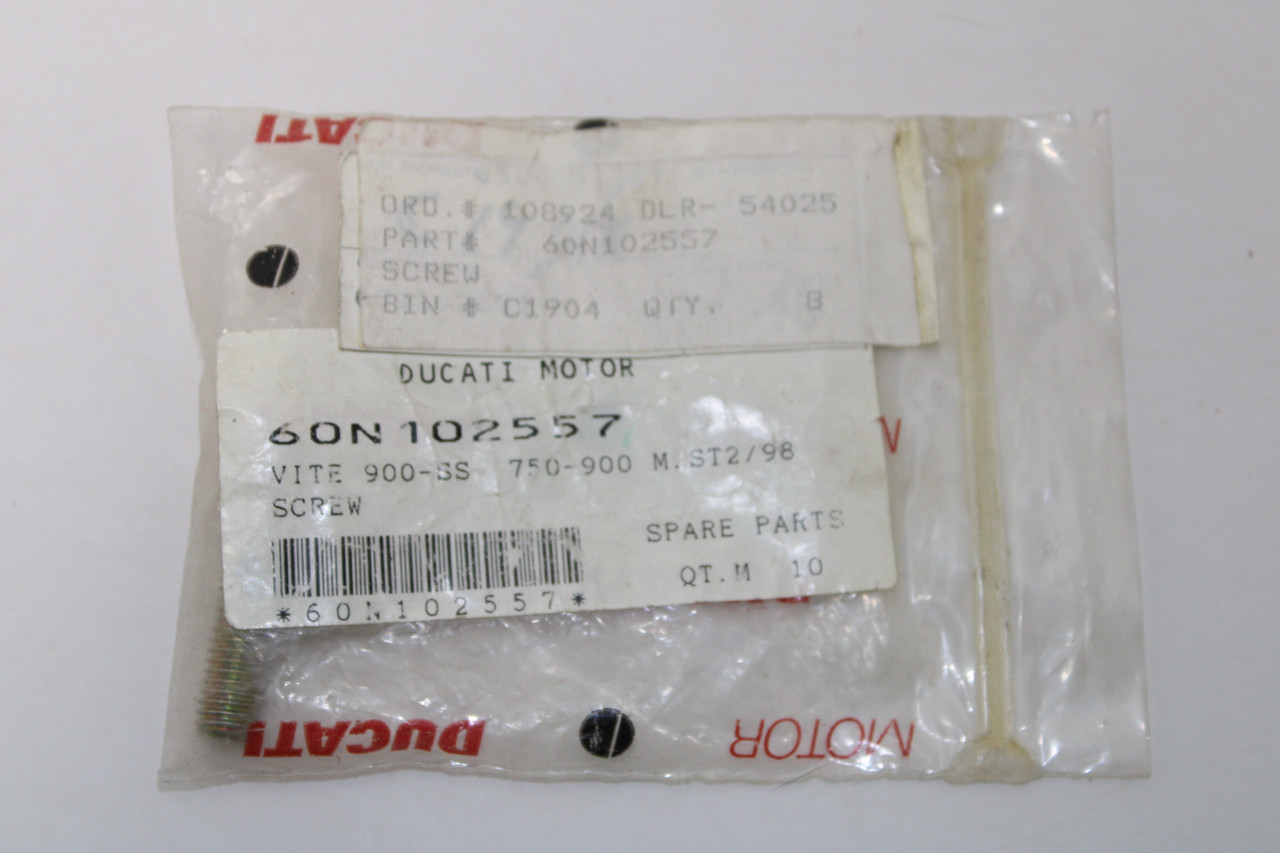 DUCATI
ORD.# 108924 DLR- 54025
PART# 60N102557
SCREW
BIN # C1904 QTY. B
DUCATI MOTOR
60N102557
VITE 900-SS 750-900 M.ST2/98
SCREW
SPARE PARTS
QT.M 10
*60N102557*
DUCATI
MOTOR